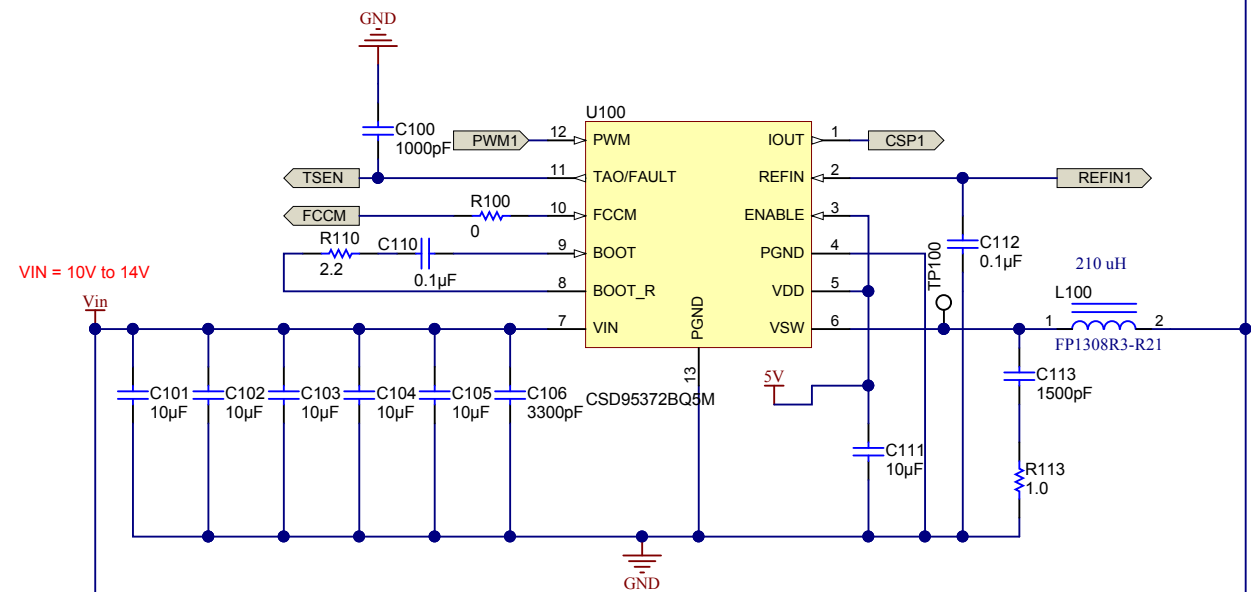 GND
U100
C100
1000pF
PWM1
12
PWM
IOUT
1
CSP1
TSEN
11
TAO/FAULT
REFIN
2
REFIN1
FCCM
R100
0
10
FCCM
ENABLE
3
R110
2.2
C110
0.1µF
9
BOOT
PGND
4
TP100
C112
0.1µF
210 uH
VIN = 10V to 14V
8
BOOT_R
VDD
5
L100
Vin
7
VIN
PGND
VSW
6
1
2
FP1308R3-R21
13
5V
C113
1500pF
C101
10µF
C102
10µF
C103
10µF
C104
10µF
C105
10µF
C106
3300pF
CSD95372BQ5M
C111
10µF
R113
1.0
GND